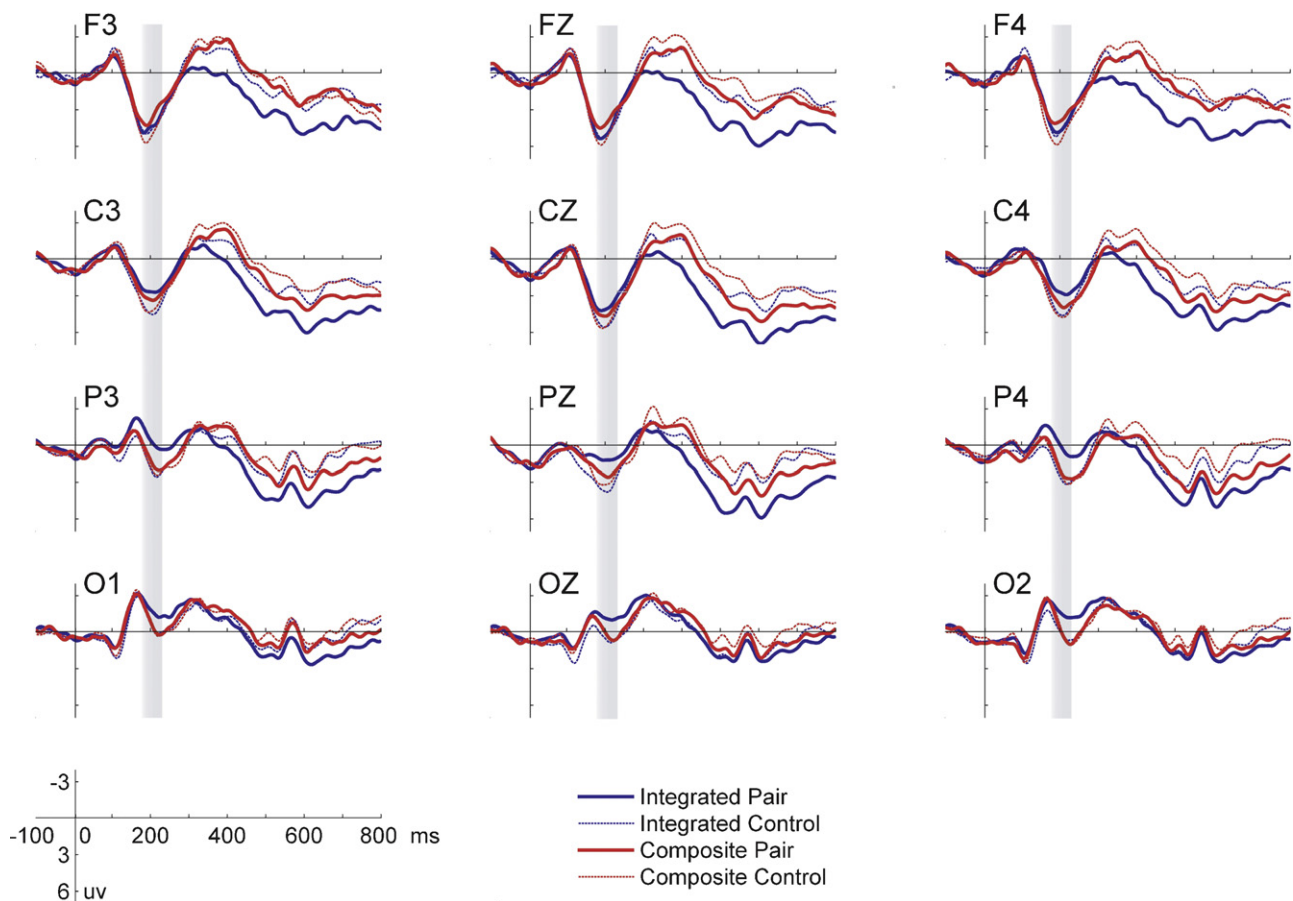 F3 FZ F4
C3 CZ C4
P3 PZ P4
O1 OZ O2
-3
-100 0 200 400 600 800 ms
3
6 uv
Integrated Pair
Integrated Control
Composite Pair
Composite Control